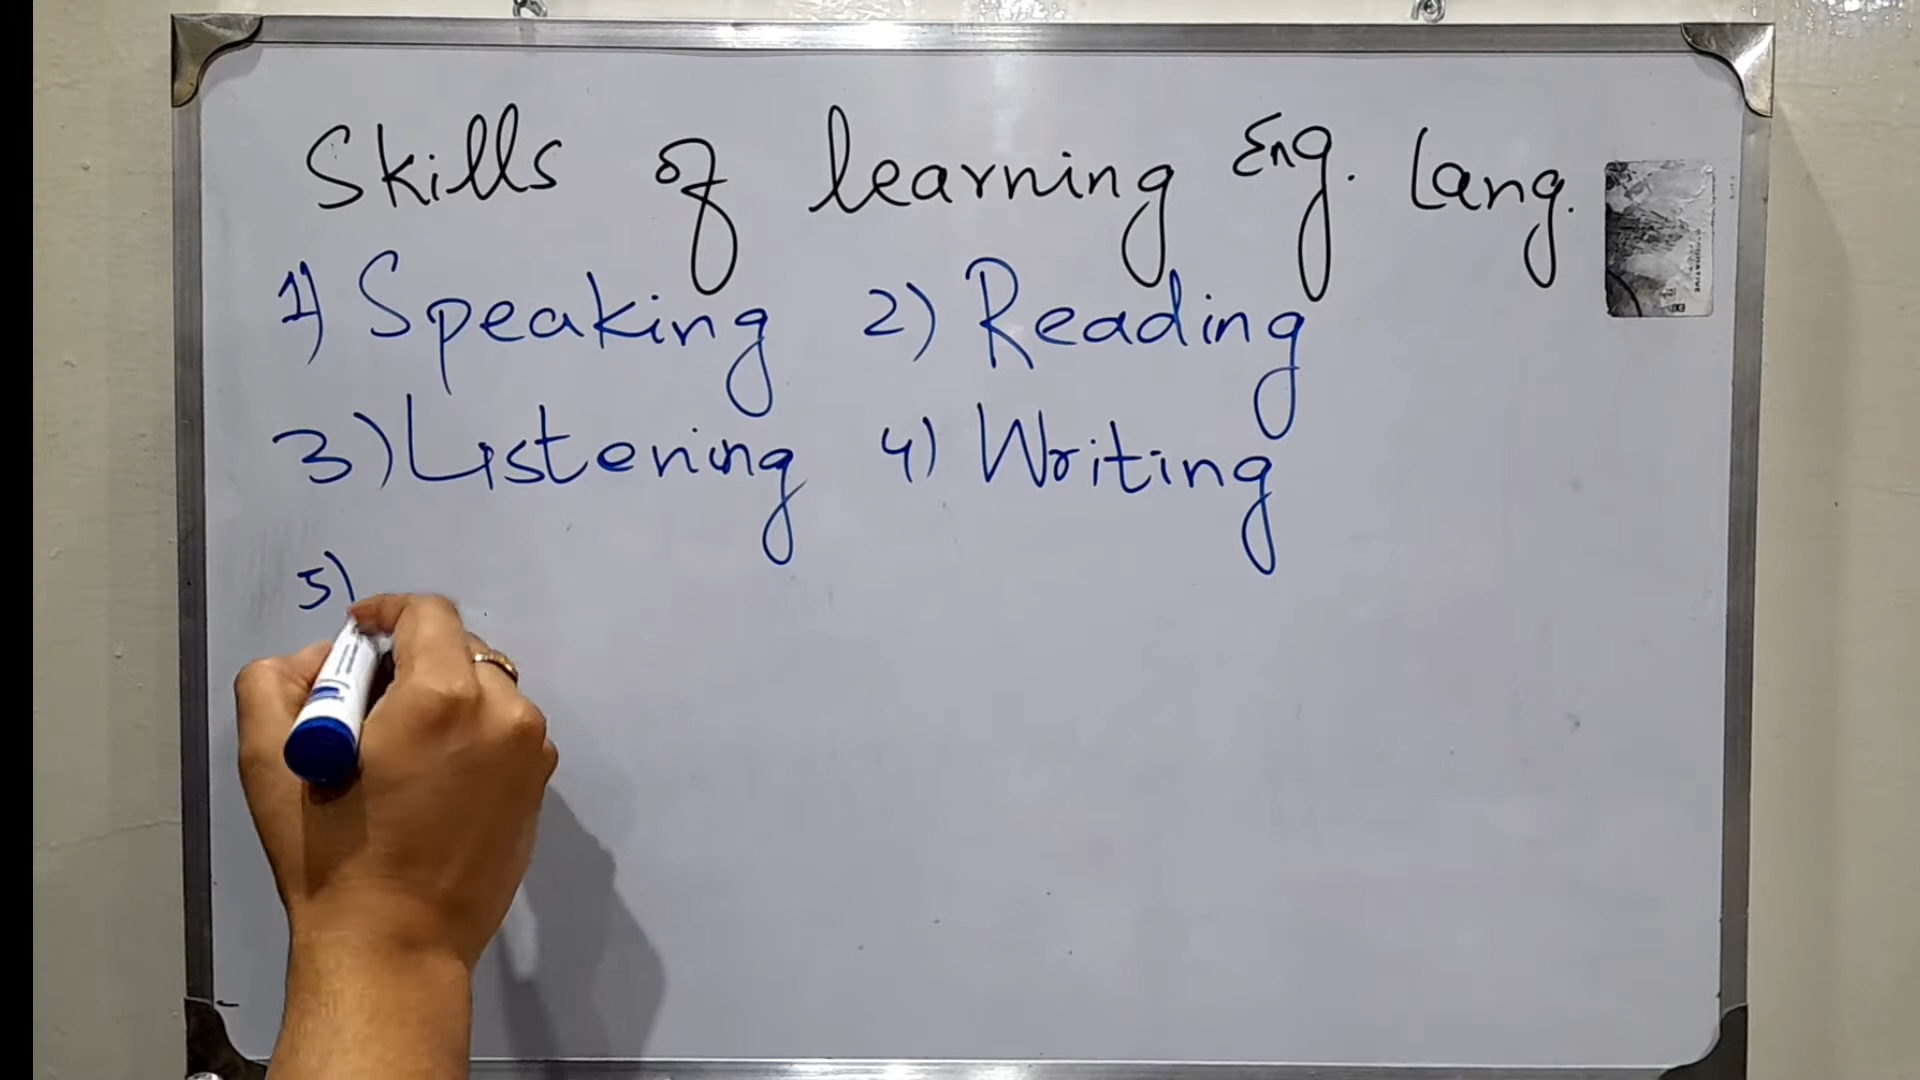 Skills of learning Eng. Lang.
1) Speaking 2) Reading
3) Listening 4) Writing
5)